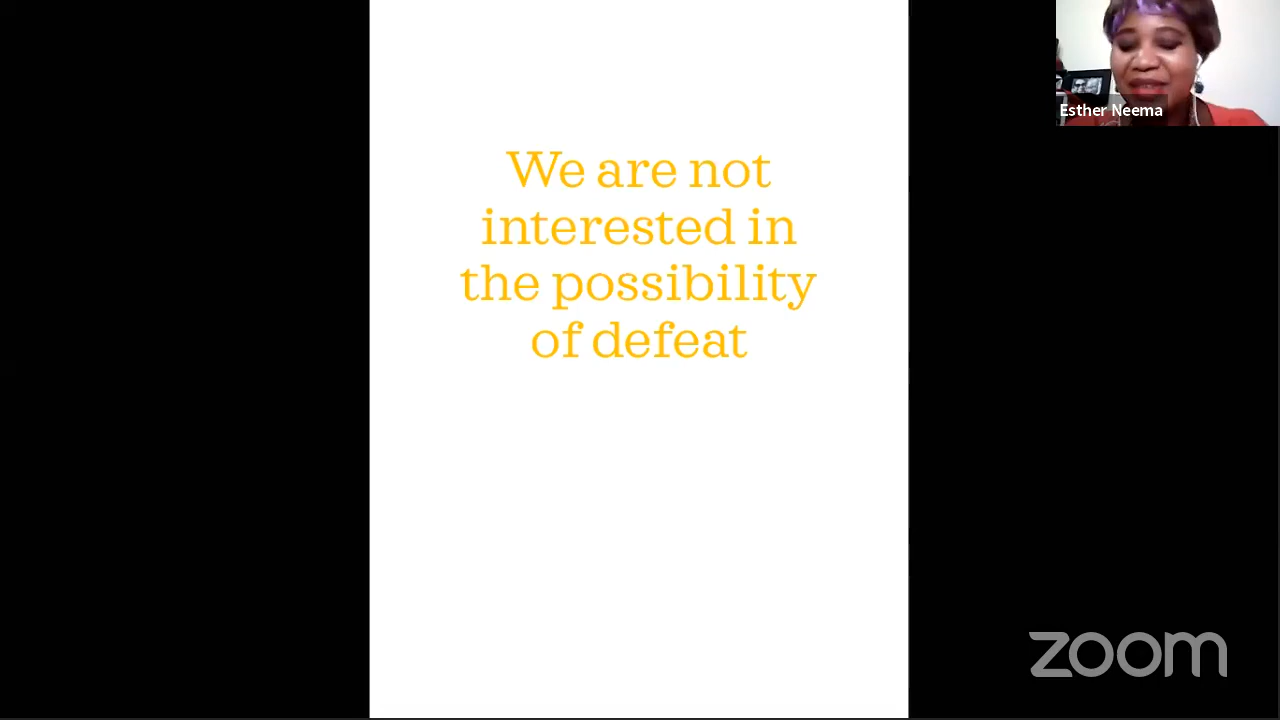 We are not
interested in
the possibility
of defeat
Esther Neema
zoom